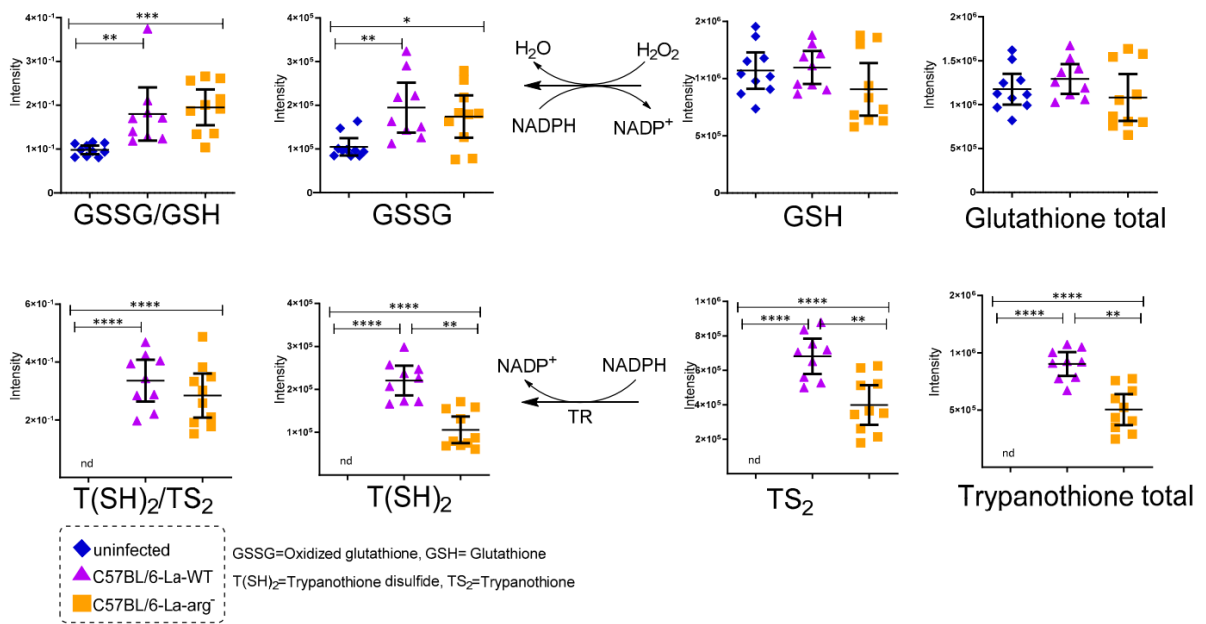 Intensity
4×10⁻¹
3×10⁻¹
2×10⁻¹
1×10⁻¹
0
***
**
GSSG/GSH
Intensity
4×10⁵
3×10⁵
2×10⁵
1×10⁵
0
*
**
GSSG
H₂O
H₂O₂
NADPH
NADP⁺
Intensity
2×10⁶
1×10⁶
5×10⁵
0
GSH
Intensity
2×10⁶
1.5×10⁶
1×10⁶
5×10⁵
0
Glutathione total
Intensity
6×10⁻¹
4×10⁻¹
2×10⁻¹
****
****
nd
T(SH)₂/TS₂
Intensity
4×10⁵
3×10⁵
2×10⁵
1×10⁵
0
****
**** **
nd
T(SH)₂
NADP⁺
NADPH
TR
Intensity
1×10⁶
8×10⁵
6×10⁵
4×10⁵
2×10⁵
0
****
**** **
nd
TS₂
Intensity
2×10⁶
1×10⁶
5×10⁵
0
****
**** **
nd
Trypanothione total
uninfected
C57BL/6-La-WT
C57BL/6-La-arg⁻
GSSG=Oxidized glutathione, GSH= Glutathione
T(SH)₂=Trypanothione disulfide, TS₂=Trypanothione